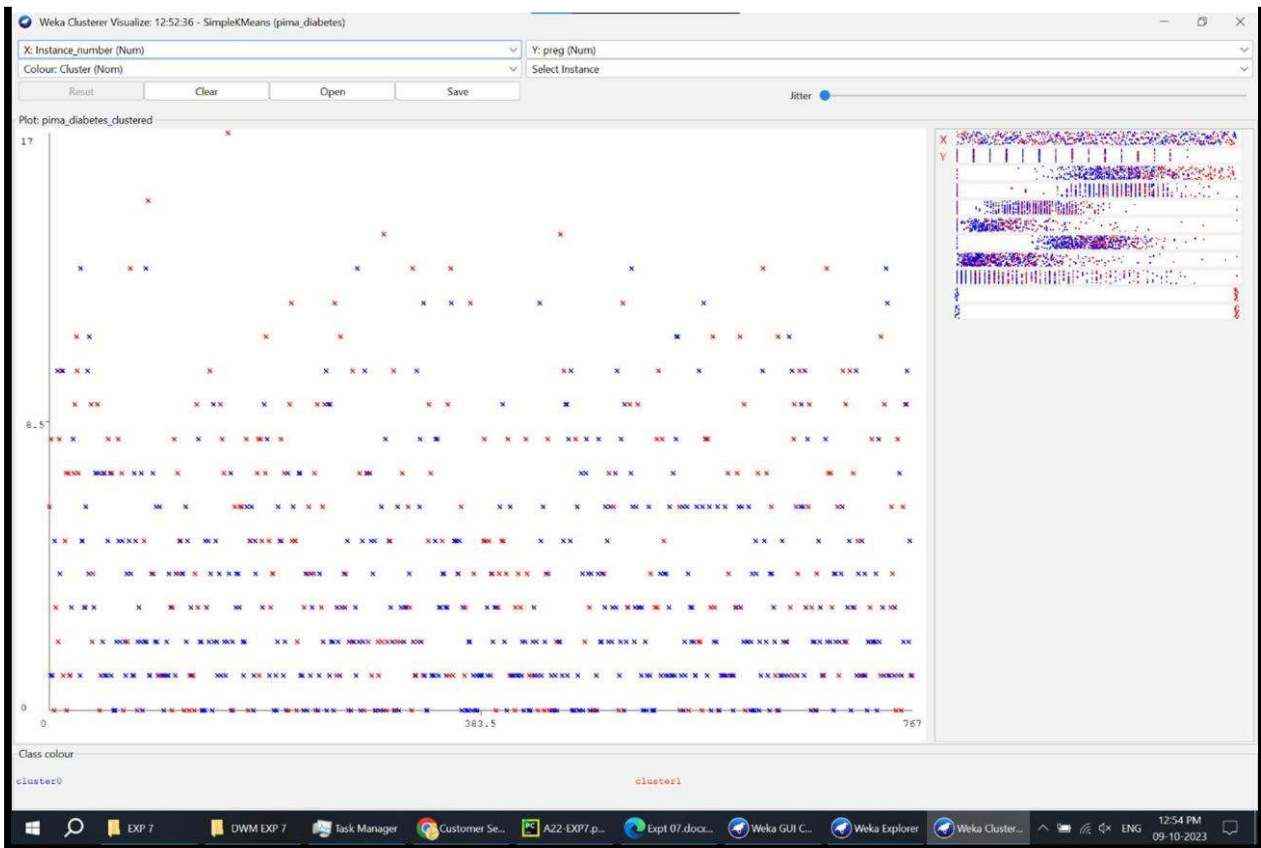 Weka Clusterer Visualize: 12:52:36 - SimpleKMeans (pima_diabetes)
X: Instance_number (Num)
Y: preg (Num)
Colour: Cluster (Nom)
Select Instance
Reset
Clear
Open
Save
Jitter
Plot: pima_diabetes_clustered
17
8.5
0
0
383.5
767
X
Y
Class colour
cluster0
cluster1
EXP 7
DWM EXP 7
Task Manager
Customer Se...
A22-EXP7.p...
Expt 07.docx...
Weka GUI C...
Weka Explorer
Weka Cluster...
ENG
12:54 PM
09-10-2023